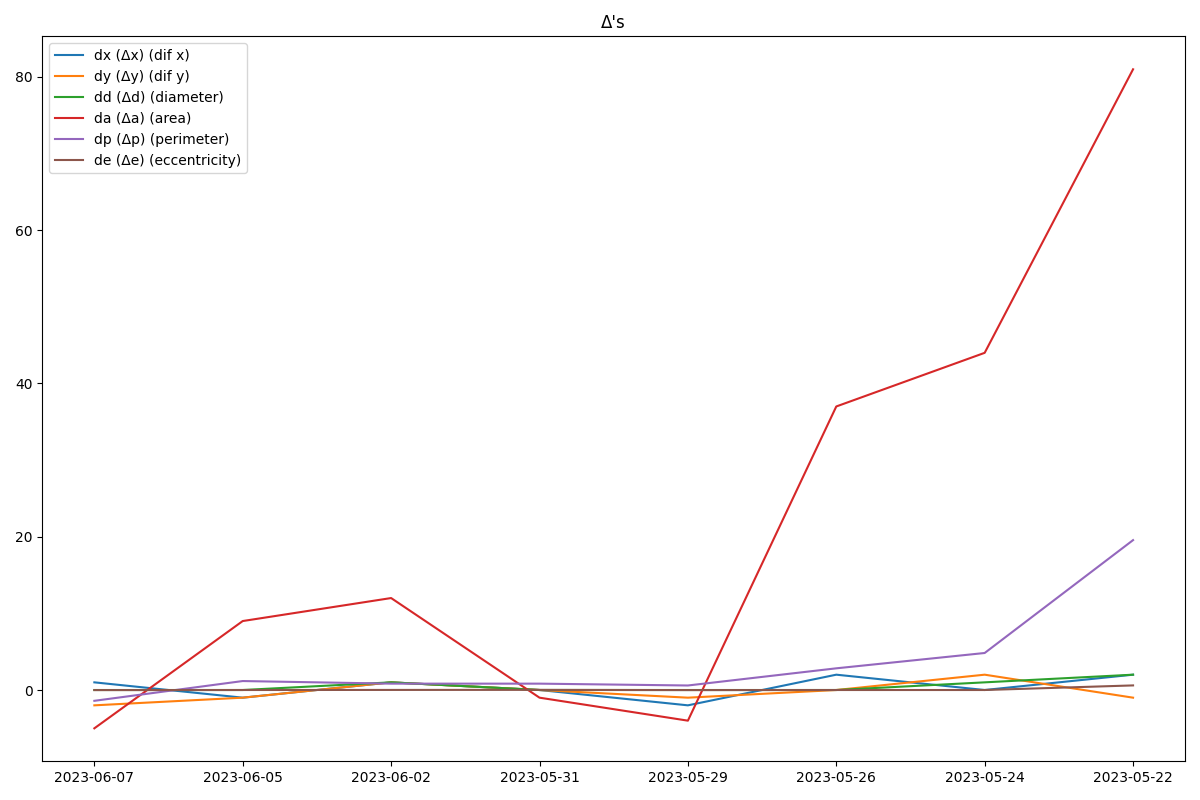 Δ's
dx (Δx) (dif x)
dy (Δy) (dif y)
dd (Δd) (diameter)
da (Δa) (area)
dp (Δp) (perimeter)
de (Δe) (eccentricity)
80
60
40
20
0
2023-06-07 2023-06-05 2023-06-02 2023-05-31 2023-05-29 2023-05-26 2023-05-24 2023-05-22